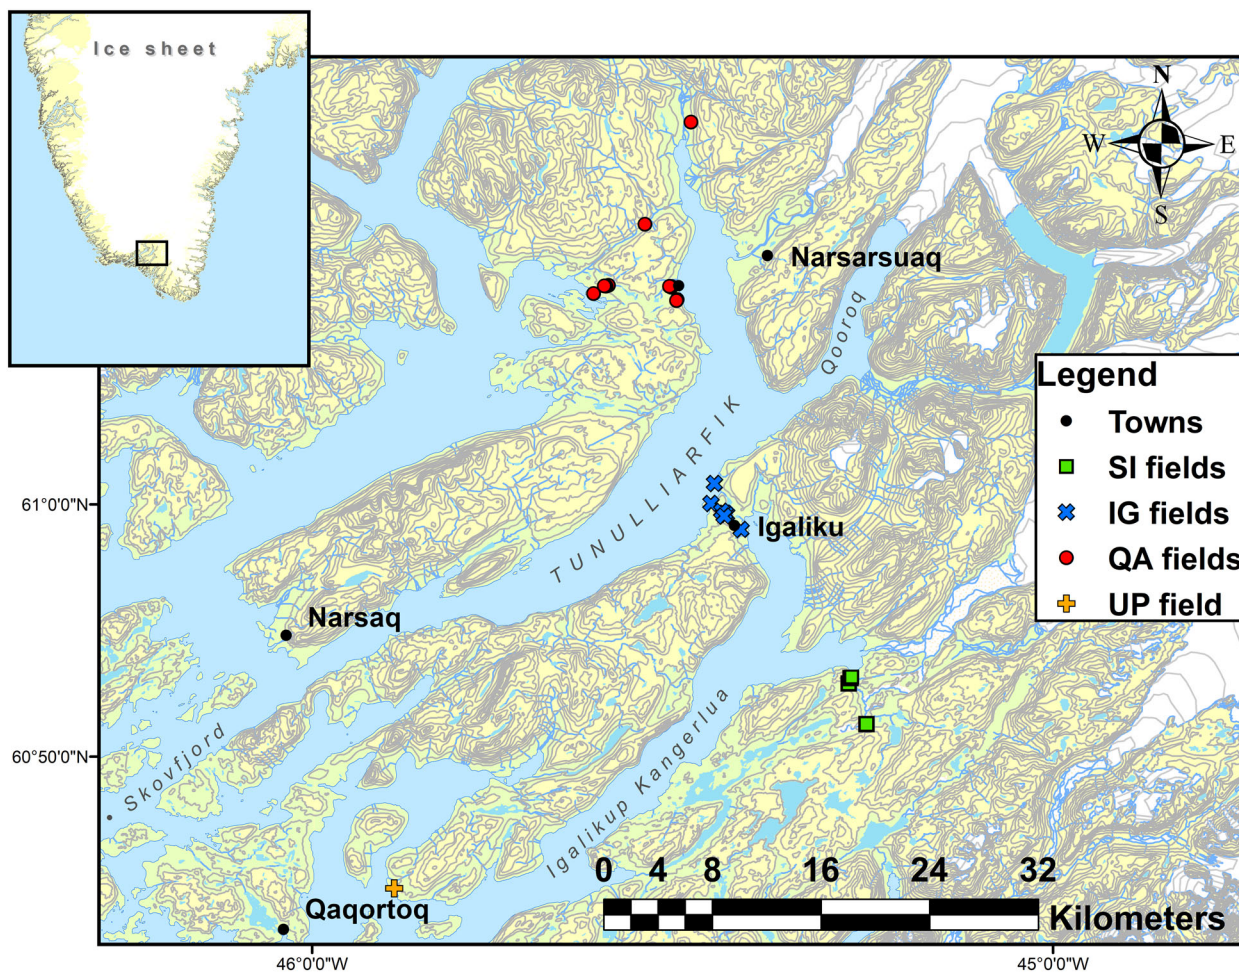 Ice sheet
N
W
E
S
Narsarsuaq
Qooroq
Legend
Towns
SI fields
IG fields
QA fields
UP field
TUNULLIARFIK
61°0'0"N
Igaliku
Narsaq
Skovfjord
60°50'0"N
Igalikup Kangerlua
0 4 8 16 24 32
Kilometers
Qaqortoq
46°0'0"W
45°0'0"W